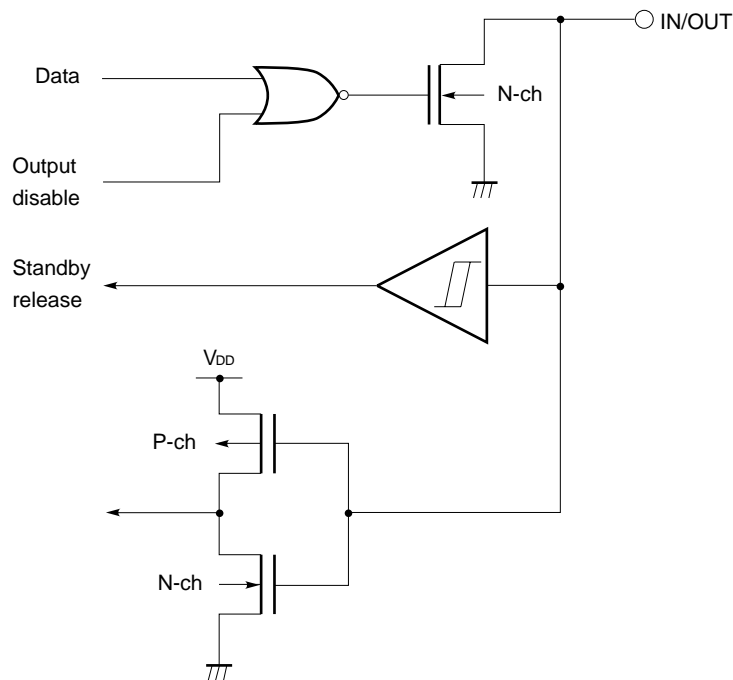 IN/OUT
Data
N-ch
Output
disable
Standby
release
VDD
P-ch
N-ch